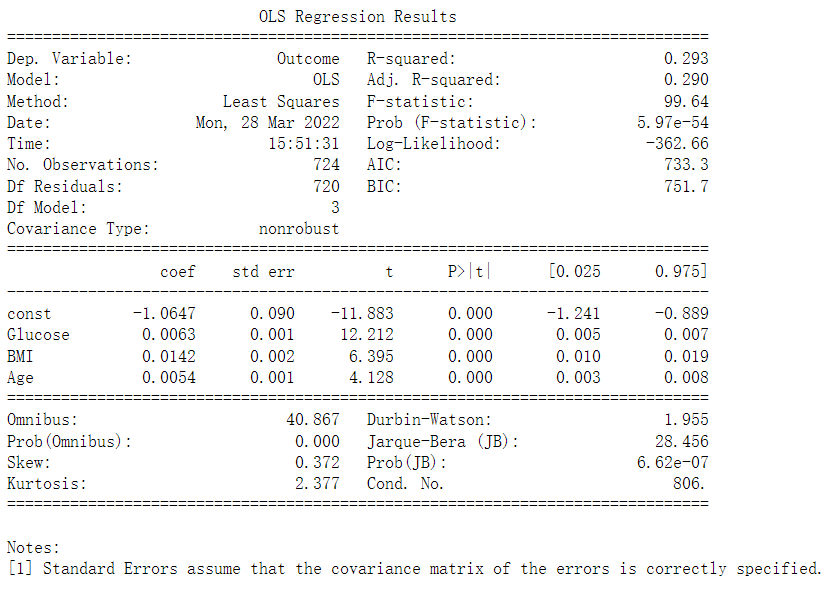 OLS Regression Results
==============================================================================
Dep. Variable: Outcome R-squared: 0.293
Model: OLS Adj. R-squared: 0.290
Method: Least Squares F-statistic: 99.64
Date: Mon, 28 Mar 2022 Prob (F-statistic): 5.97e-54
Time: 15:51:31 Log-Likelihood: -362.66
No. Observations: 724 AIC: 733.3
Df Residuals: 720 BIC: 751.7
Df Model: 3
Covariance Type: nonrobust
==============================================================================
coef std err t P>|t| [0.025 0.975]
------------------------------------------------------------------------------
const -1.0647 0.090 -11.883 0.000 -1.241 -0.889
Glucose 0.0063 0.001 12.212 0.000 0.005 0.007
BMI 0.0142 0.002 6.395 0.000 0.010 0.019
Age 0.0054 0.001 4.128 0.000 0.003 0.008
==============================================================================
Omnibus: 40.867 Durbin-Watson: 1.955
Prob(Omnibus): 0.000 Jarque-Bera (JB): 28.456
Skew: 0.372 Prob(JB): 6.62e-07
Kurtosis: 2.377 Cond. No. 806.
==============================================================================
Notes:
[1] Standard Errors assume that the covariance matrix of the errors is correctly specified.